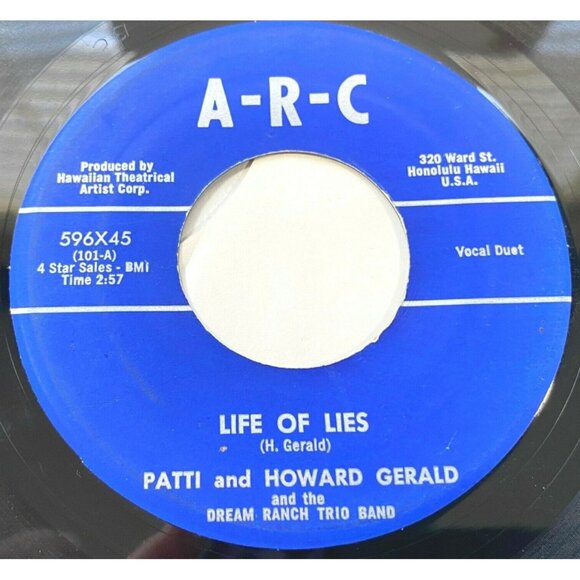 A-R-C
Produced by
Hawaiian Theatrical
Artist Corp.
320 Ward St.
Honolulu Hawaii
U.S.A.
596X45
(101-A)
4 Star Sales - BMI
Time 2:57
Vocal Duet
LIFE OF LIES
(H. Gerald)
PATTI and HOWARD GERALD
and the
DREAM RANCH TRIO BAND